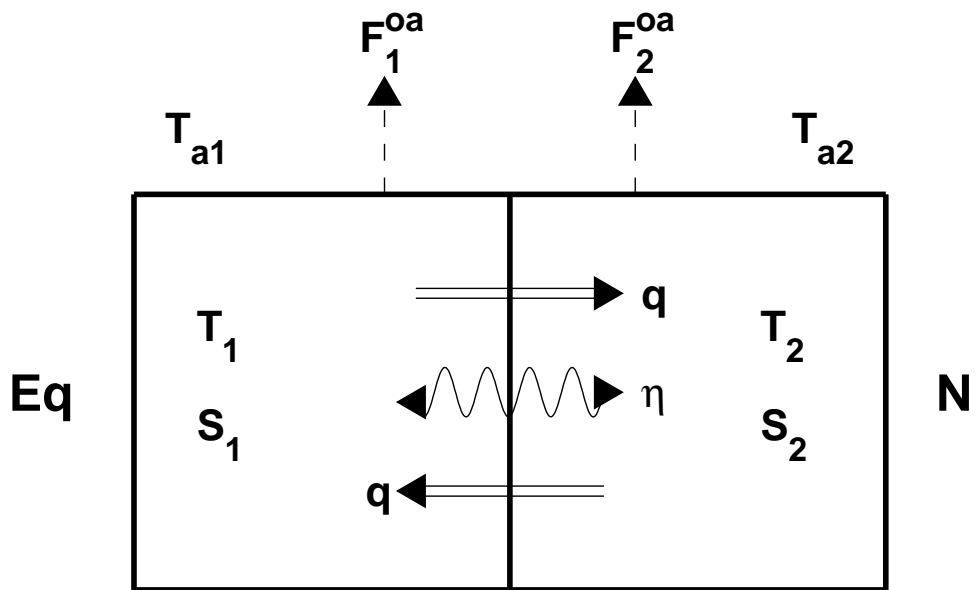 F₁ᵒᵃ F₂ᵒᵃ
Tₐ₁ Tₐ₂
q
T₁ T₂
Eq η N
S₁ S₂
q